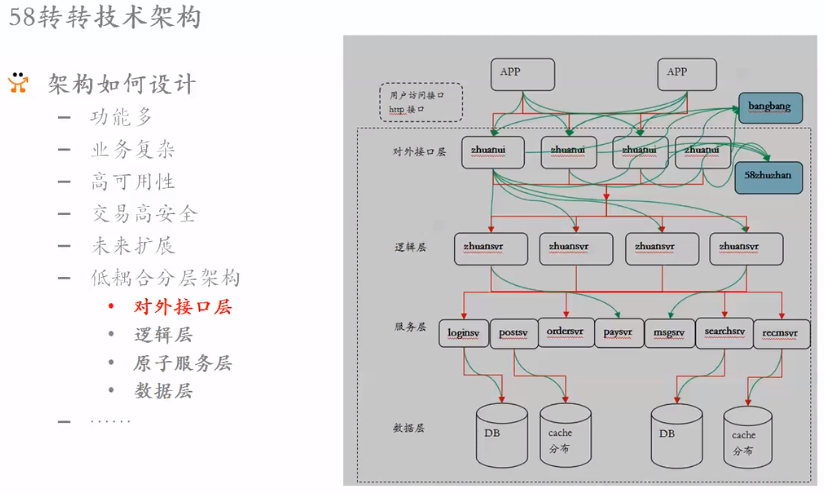 58转转技术架构
架构如何设计
— 功能多
— 业务复杂
— 高可用性
— 交易高安全
— 未来扩展
— 低耦合分层架构
• 对外接口层
• 逻辑层
• 原子服务层
• 数据层
— ······
APP APP
用户访问接口
http 接口
bangbang
对外接口层
zhuanui zhuanui zhuanui zhuanui
58zhuzhan
逻辑层
zhuansvr zhuansvr zhuansvr zhuansvr
服务层
loginsv postsv ordersvr paysvr msgsrv searchsrv recmsvr
数据层
DB
cache
分布
DB
cache
分布